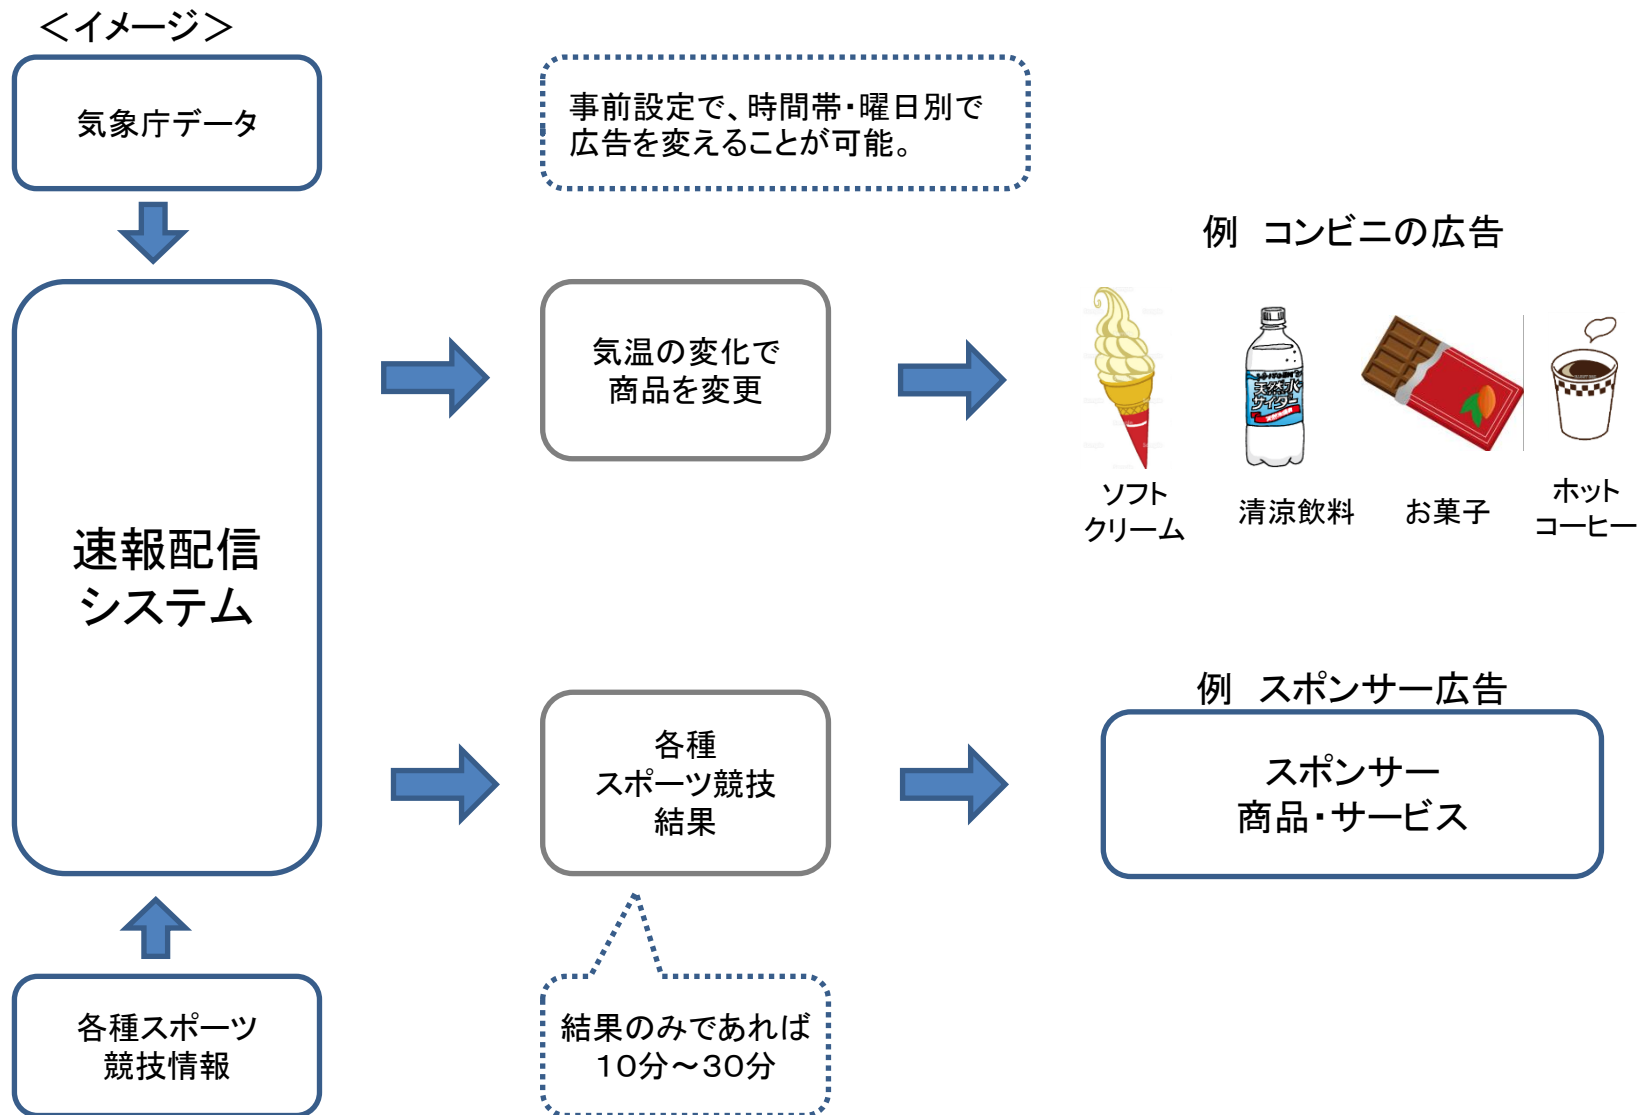 ＜イメージ＞
気象庁データ
事前設定で、時間帯・曜日別で
広告を変えることが可能。
例　コンビニの広告
気温の変化で
商品を変更
天然水
サイダー
ソフト
クリーム
清涼飲料
お菓子
ホット
コーヒー
速報配信
システム
例　スポンサー広告
各種
スポーツ競技
結果
スポンサー
商品・サービス
各種スポーツ
競技情報
結果のみであれば
１０分～３０分